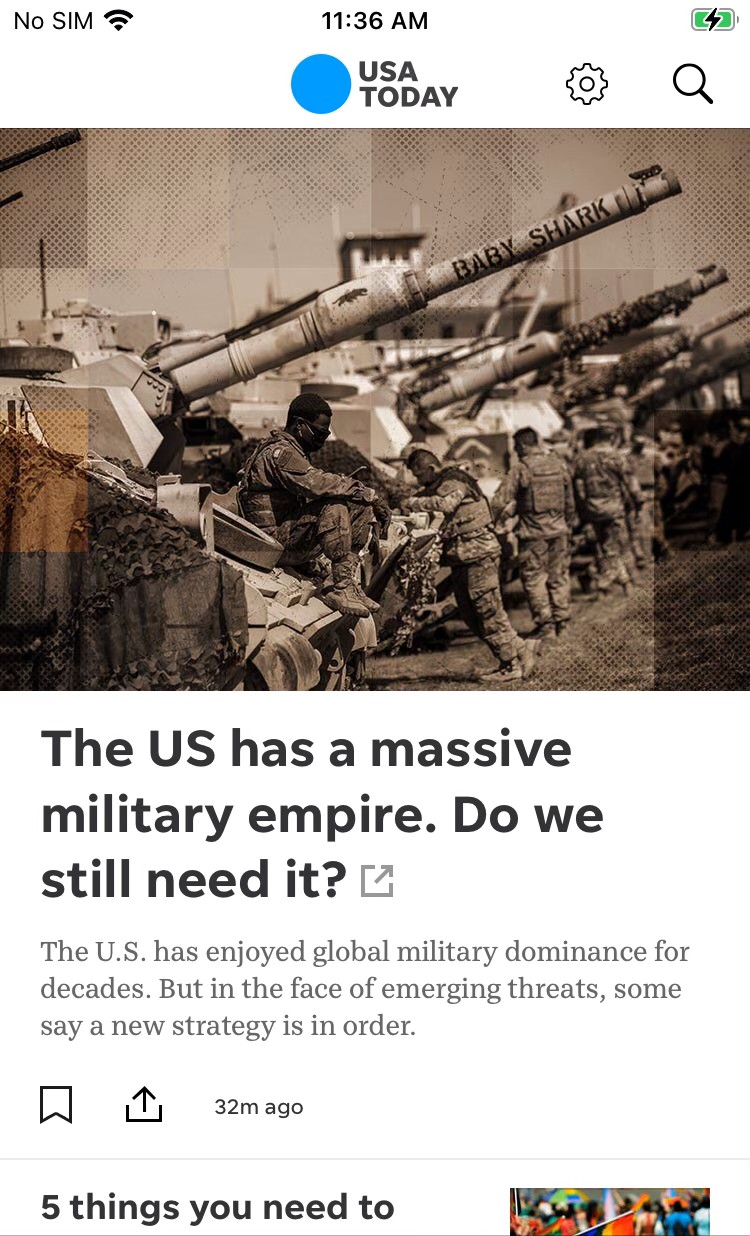 No SIM 11:36 AM
USA
TODAY
BABY SHARK
The US has a massive
military empire. Do we
still need it?
The U.S. has enjoyed global military dominance for
decades. But in the face of emerging threats, some
say a new strategy is in order.
32m ago
5 things you need to